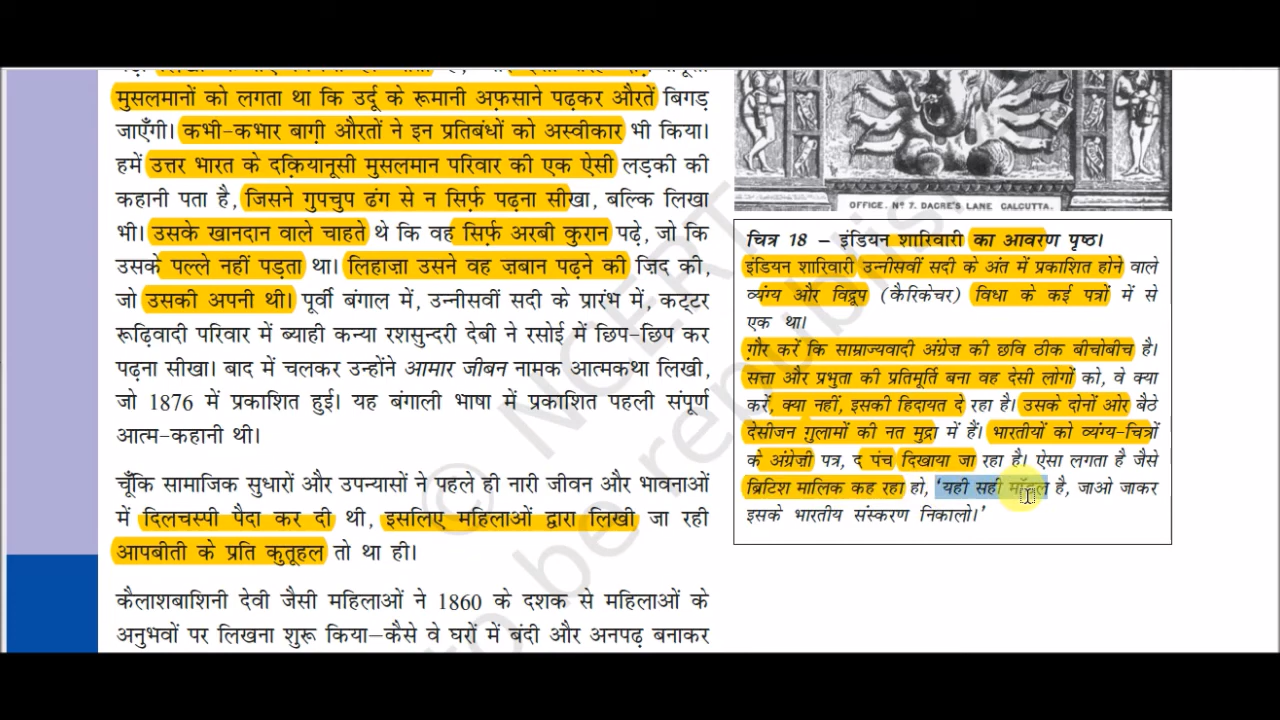 मुसलमानों को लगता था कि उर्दू के रूमानी अफ़साने पढ़कर औरतें बिगड़
जाएँगी। कभी-कभार बाग़ी औरतों ने इन प्रतिबंधों को अस्वीकार भी किया।
हमें उत्तर भारत के दक़ियानूसी मुसलमान परिवार की एक ऐसी लड़की की
कहानी पता है, जिसने गुपचुप ढंग से न सिर्फ़ पढ़ना सीखा, बल्कि लिखा
भी। उसके खानदान वाले चाहते थे कि वह सिर्फ़ अरबी कुरान पढ़े, जो कि
उसके पल्ले नहीं पड़ता था। लिहाज़ा उसने वह ज़बान पढ़ने की ज़िद की,
जो उसकी अपनी थी। पूर्वी बंगाल में, उन्नीसवीं सदी के प्रारंभ में, कट्टर
रूढ़िवादी परिवार में ब्याही कन्या रशसुन्दरी देबी ने रसोई में छिप-छिप कर
पढ़ना सीखा। बाद में चलकर उन्होंने आमार जीबन नामक आत्मकथा लिखी,
जो 1876 में प्रकाशित हुई। यह बंगाली भाषा में प्रकाशित पहली संपूर्ण
आत्म-कहानी थी।
चूँकि सामाजिक सुधारों और उपन्यासों ने पहले ही नारी जीवन और भावनाओं
में दिलचस्पी पैदा कर दी थी, इसलिए महिलाओं द्वारा लिखी जा रही
आपबीती के प्रति कुतूहल तो था ही।
कैलाशबाशिनी देवी जैसी महिलाओं ने 1860 के दशक से महिलाओं के
अनुभवों पर लिखना शुरू किया—कैसे वे घरों में बंदी और अनपढ़ बनाकर
OFFICE. Nº 7. DACRE'S LANE CALCUTTA.
चित्र 18 – इंडियन शारिवारी का आवरण पृष्ठ।
इंडियन शारिवारी उन्नीसवीं सदी के अंत में प्रकाशित होने वाले
व्यंग्य और विद्रूप (कैरिकेचर) विधा के कई पत्रों में से
एक था।
ग़ौर करें कि साम्राज्यवादी अंग्रेज़ की छवि ठीक बीचोबीच है।
सत्ता और प्रभुता की प्रतिमूर्ति बना वह देसी लोगों को, वे क्या
करें, क्या नहीं, इसकी हिदायत दे रहा है। उसके दोनों ओर बैठे
देसीजन ग़ुलामों की नत मुद्रा में हैं। भारतीयों को व्यंग्य-चित्रों
के अंग्रेज़ी पत्र, द पंच दिखाया जा रहा है। ऐसा लगता है जैसे
ब्रिटिश मालिक कह रहा हो, 'यही सही मॉडल है, जाओ जाकर
इसके भारतीय संस्करण निकालो।'
© NCERT
to be republis